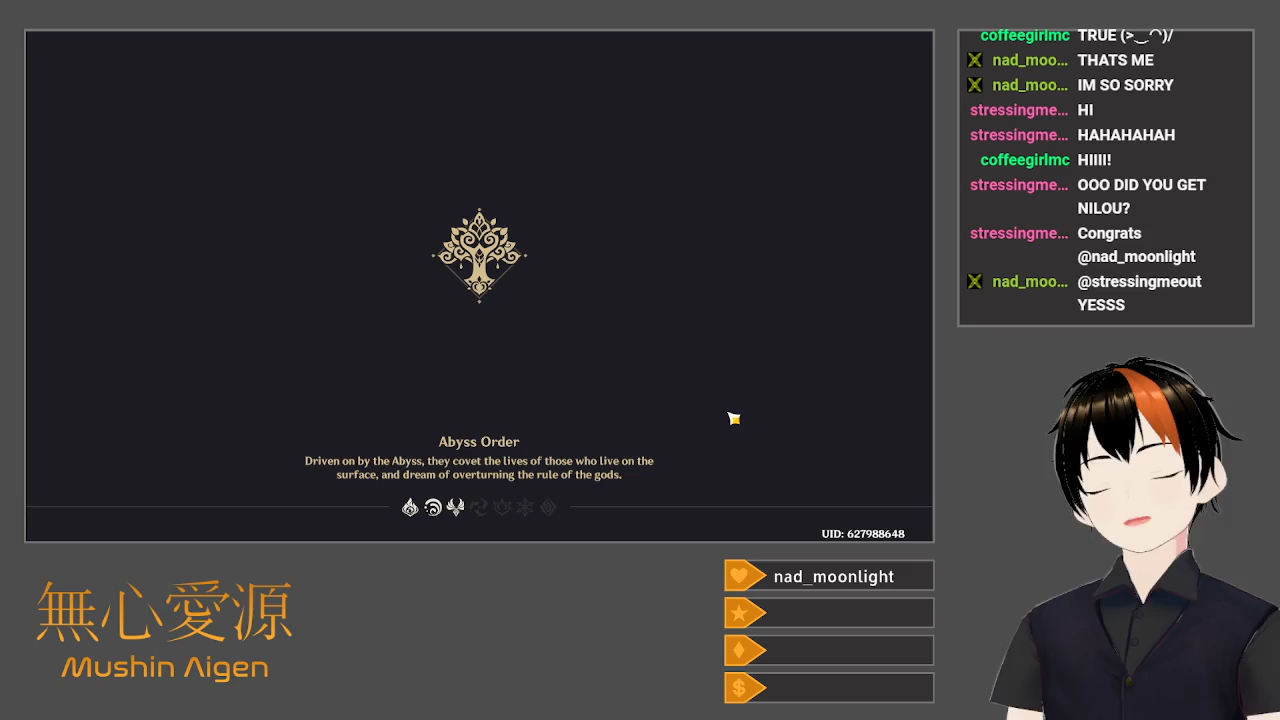 Abyss Order
Driven on by the Abyss, they covet the lives of those who live on the
surface, and dream of overturning the rule of the gods.
UID: 627988648
coffeegirlmc TRUE (>‿◠)/
nad_moo... THATS ME
nad_moo... IM SO SORRY
stressingme... HI
stressingme... HAHAHAHAH
coffeegirlmc HIIII!
stressingme... OOO DID YOU GET
NILOU?
stressingme... Congrats
@nad_moonlight
nad_moo... @stressingmeout
YESSS
無心愛源
Mushin Aigen
nad_moonlight
$